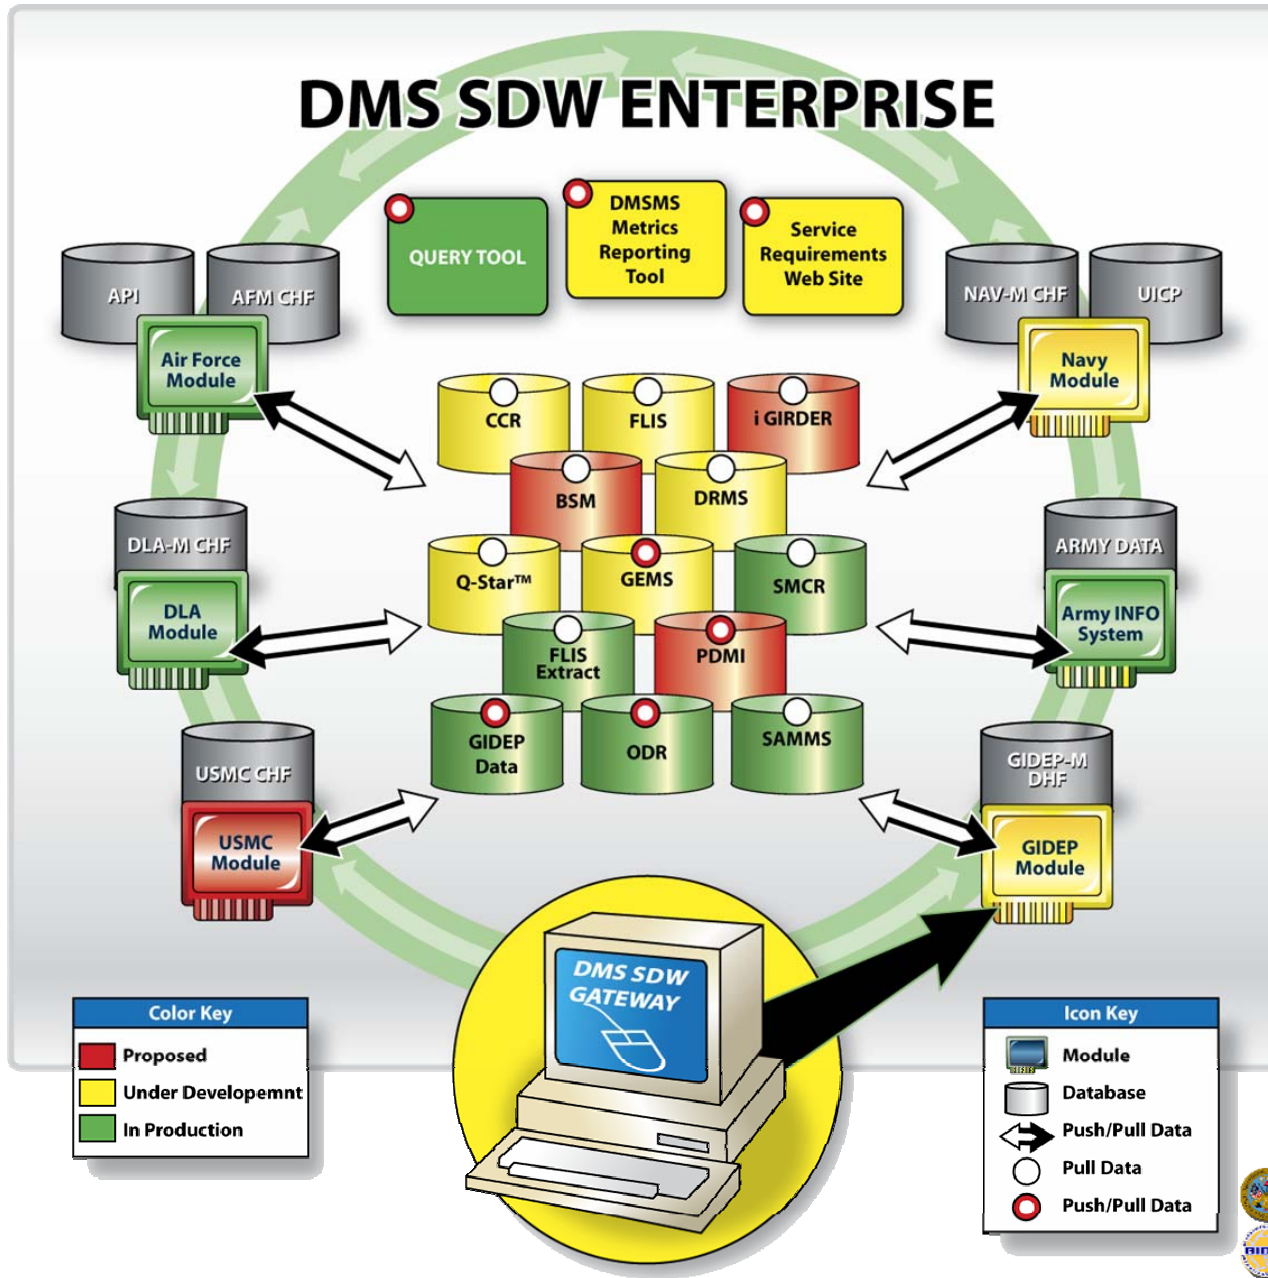 DMS SDW ENTERPRISE
QUERY TOOL
DMSMS
Metrics
Reporting
Tool
Service
Requirements
Web Site
API
AFM CHF
Air Force
Module
NAV-M CHF
UICP
Navy
Module
CCR
FLIS
i GIRDER
BSM
DRMS
DLA-M CHF
DLA
Module
Q-Star™
GEMS
SMCR
ARMY DATA
Army INFO
System
FLIS
Extract
PDMI
GIDEP
Data
ODR
SAMMS
USMC CHF
USMC
Module
GIDEP-M
DHF
GIDEP
Module
DMS SDW
GATEWAY
Color Key
Proposed
Under Developemnt
In Production
Icon Key
Module
Database
Push/Pull Data
Pull Data
Push/Pull Data